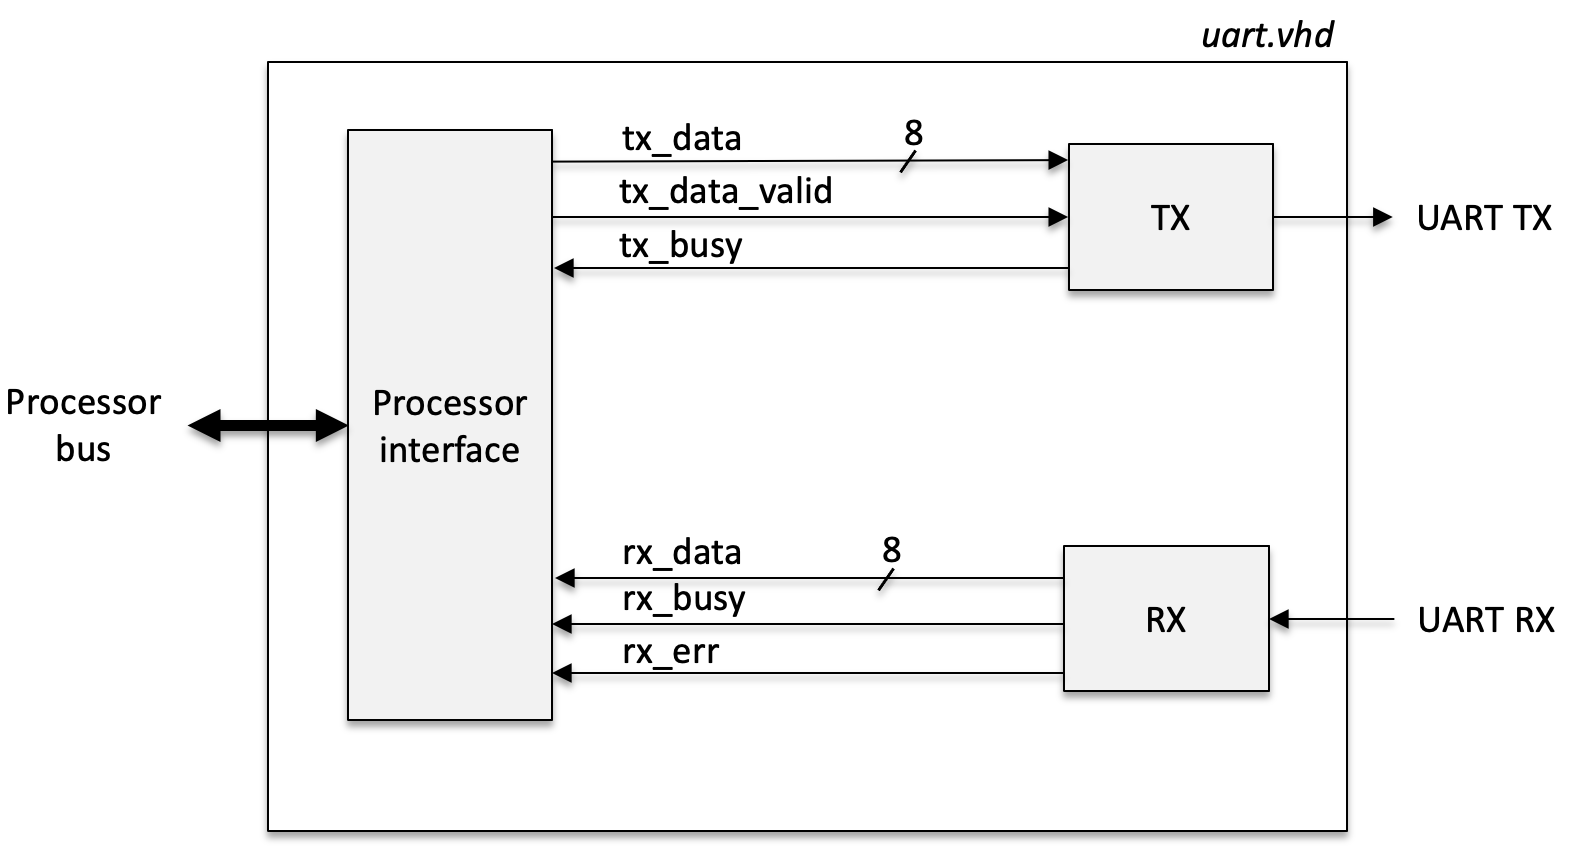 uart.vhd
tx_data
8
tx_data_valid
TX
UART TX
tx_busy
Processor
bus
Processor
interface
rx_data
8
rx_busy
RX
UART RX
rx_err